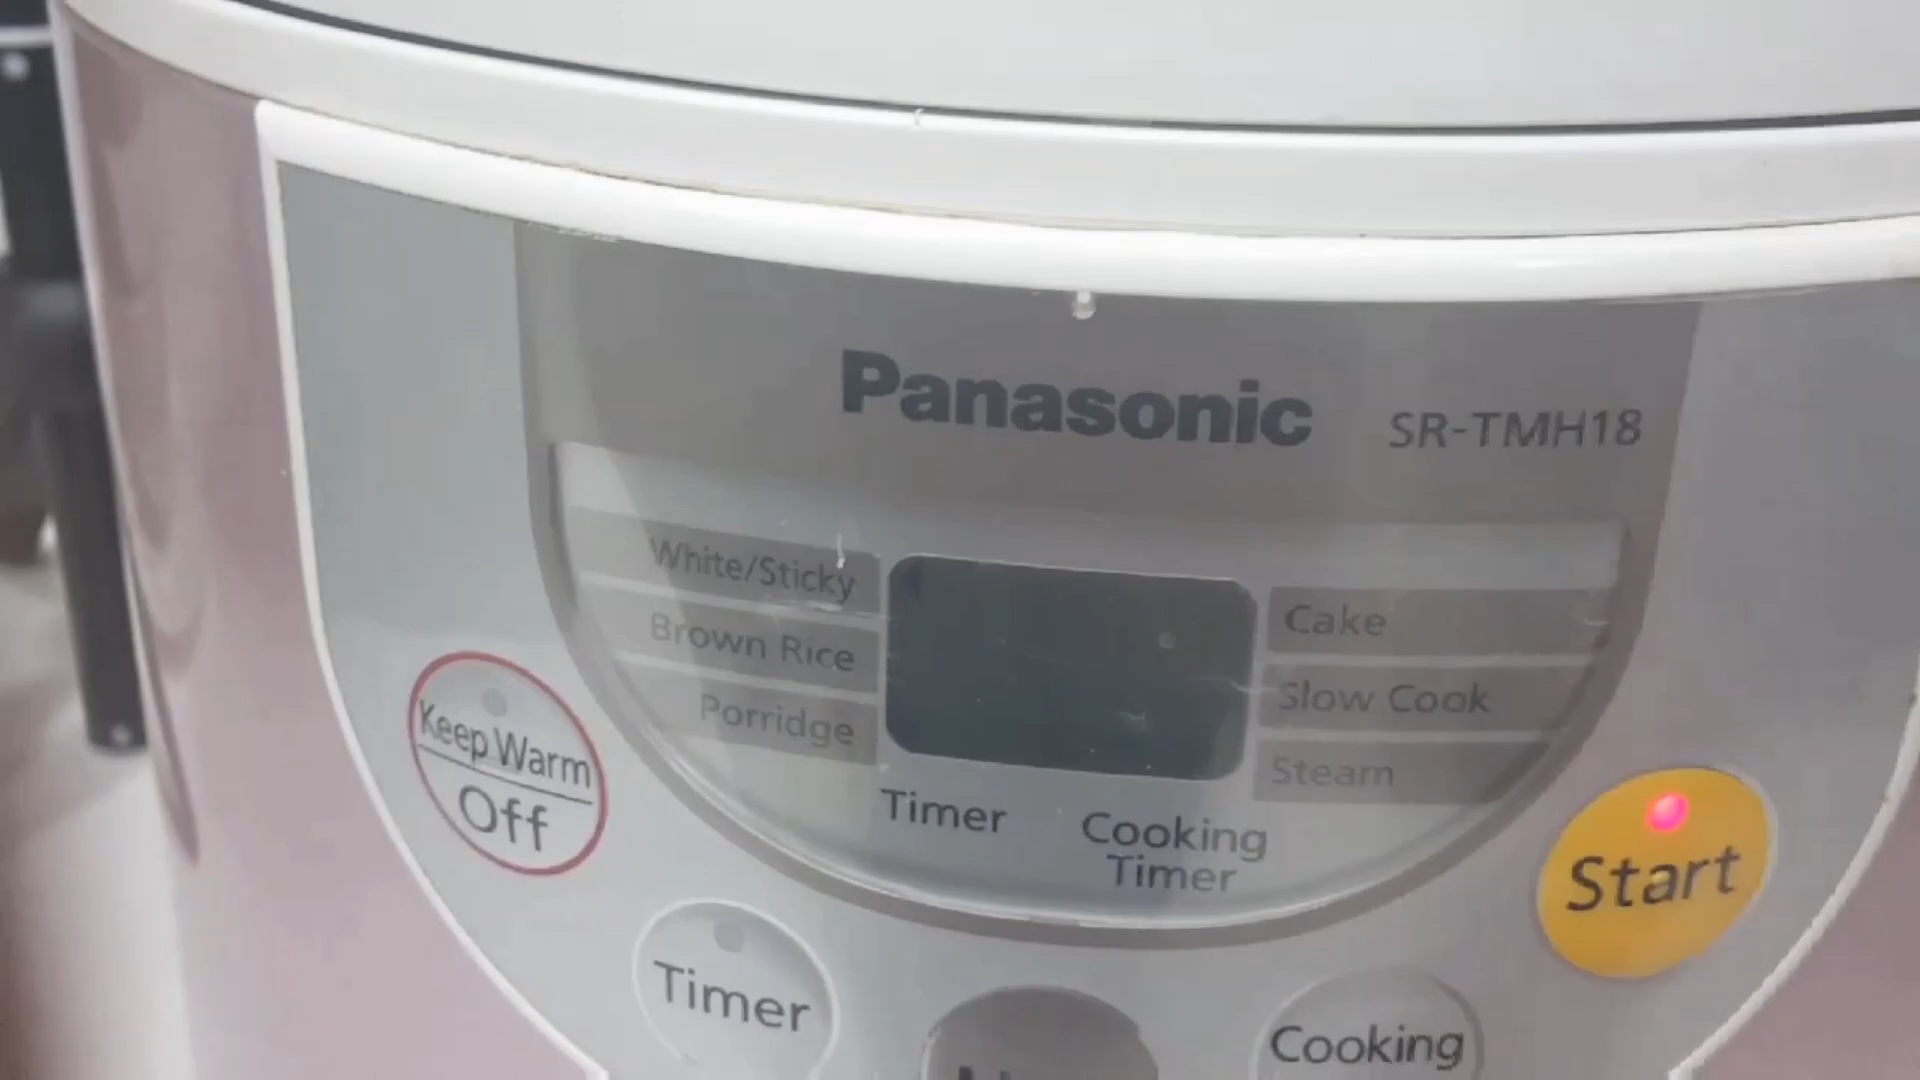 Panasonic SR-TMH18
White/Sticky
Brown Rice
Porridge
Cake
Slow Cook
Steam
Timer
Cooking
Timer
Keep Warm
Off
Start
Timer
Cooking